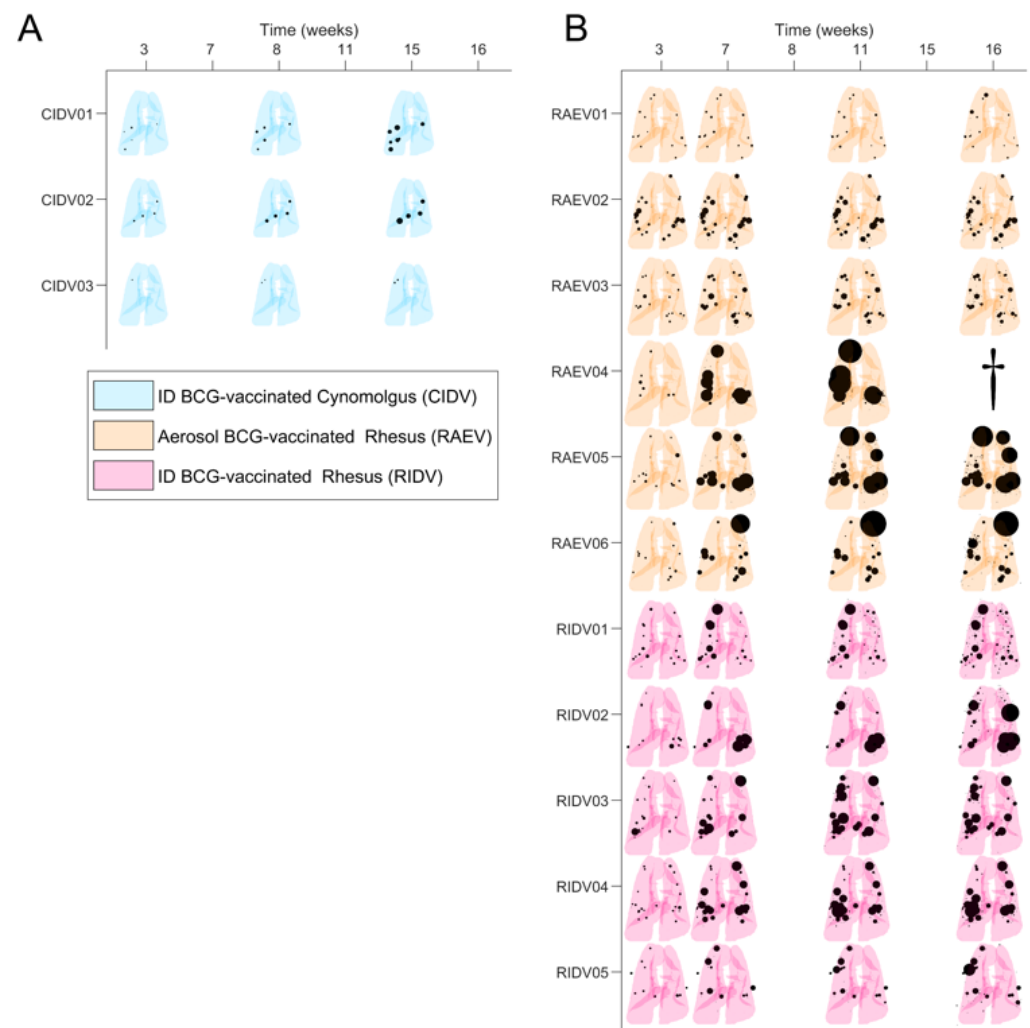 A
Time (weeks)
3 7 8 11 15 16
CIDV01
CIDV02
CIDV03
ID BCG-vaccinated Cynomolgus (CIDV)
Aerosol BCG-vaccinated Rhesus (RAEV)
ID BCG-vaccinated Rhesus (RIDV)
B
Time (weeks)
3 7 8 11 15 16
RAEV01
RAEV02
RAEV03
RAEV04
RAEV05
RAEV06
RIDV01
RIDV02
RIDV03
RIDV04
RIDV05